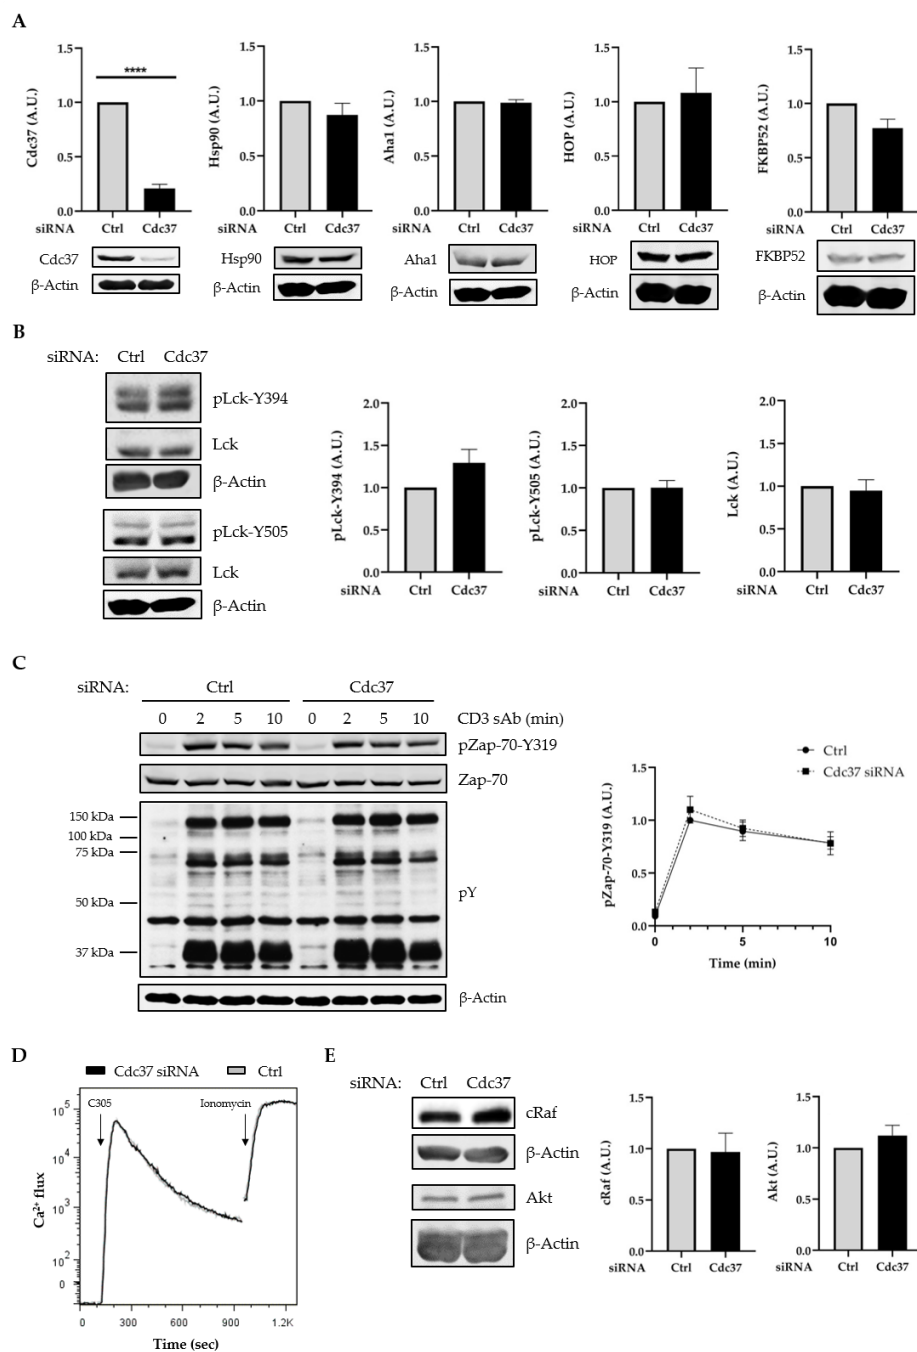 A
1.5 1.0 0.5 0.0 Cdc37 (A.U.) **** siRNA Ctrl Cdc37
1.5 1.0 0.5 0.0 Hsp90 (A.U.) siRNA Ctrl Cdc37
1.5 1.0 0.5 0.0 Aha1 (A.U.) siRNA Ctrl Cdc37
1.5 1.0 0.5 0.0 HOP (A.U.) siRNA Ctrl Cdc37
1.5 1.0 0.5 0.0 FKBP52 (A.U.) siRNA Ctrl Cdc37
Cdc37 Hsp90 Aha1 HOP FKBP52
β-Actin β-Actin β-Actin β-Actin β-Actin
B
siRNA: Ctrl Cdc37
pLck-Y394
Lck
β-Actin
pLck-Y505
Lck
β-Actin
2.0 1.5 1.0 0.5 0.0 pLck-Y394 (A.U.) siRNA Ctrl Cdc37
2.0 1.5 1.0 0.5 0.0 pLck-Y505 (A.U.) siRNA Ctrl Cdc37
2.0 1.5 1.0 0.5 0.0 Lck (A.U.) siRNA Ctrl Cdc37
C
siRNA: Ctrl Cdc37
0 2 5 10 0 2 5 10 CD3 sAb (min)
pZap-70-Y319
Zap-70
150 kDa
100 kDa
75 kDa
50 kDa
37 kDa
pY
β-Actin
Ctrl
Cdc37 siRNA
1.5 1.0 0.5 0.0 pZap-70-Y319 (A.U.)
0 5 10
Time (min)
D
Cdc37 siRNA Ctrl
C305 Ionomycin
10⁵
10⁴
10³
10²
0
Ca²⁺ flux
0 300 600 900 1.2K
Time (sec)
E
siRNA: Ctrl Cdc37
cRaf
β-Actin
Akt
β-Actin
1.5 1.0 0.5 0.0 cRaf (A.U.) siRNA Ctrl Cdc37
1.5 1.0 0.5 0.0 Akt (A.U.) siRNA Ctrl Cdc37